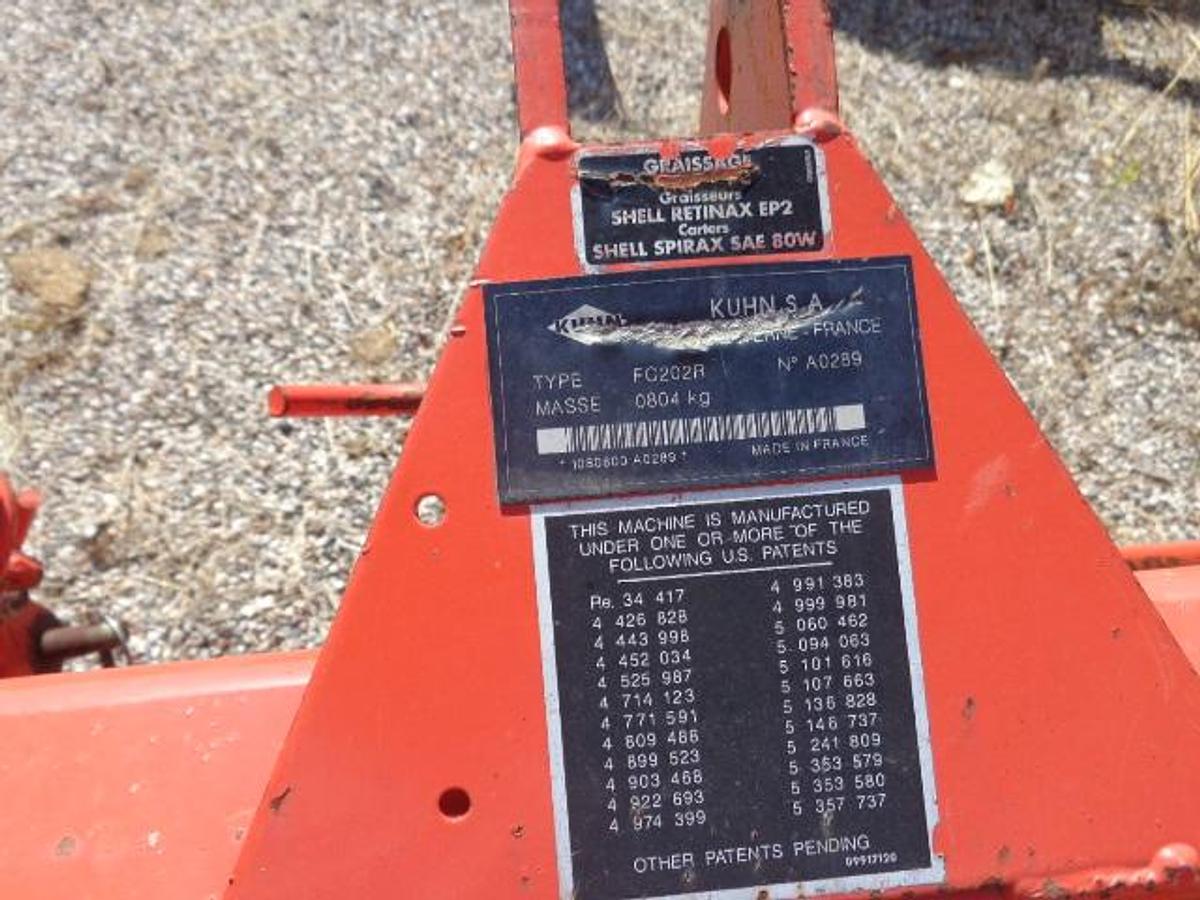 GRAISSAGE
Graisseurs
SHELL RETINAX EP2
Carters
SHELL SPIRAX SAE 80W
KUHN
KUHN S.A.
FRANCE
TYPE FC202R N° A0289
MASSE 0804 kg
* 1080600 A0289 * MADE IN FRANCE
THIS MACHINE IS MANUFACTURED
UNDER ONE OR MORE OF THE
FOLLOWING U.S. PATENTS
Re. 34 417 4 991 383
4 426 828 4 999 981
4 443 998 5 060 462
4 452 034 5 094 063
4 525 987 5 101 616
4 714 123 5 107 663
4 771 591 5 136 828
4 809 488 5 146 737
4 899 523 5 241 809
4 903 468 5 353 579
4 922 693 5 353 580
4 974 399 5 357 737
OTHER PATENTS PENDING
09917120